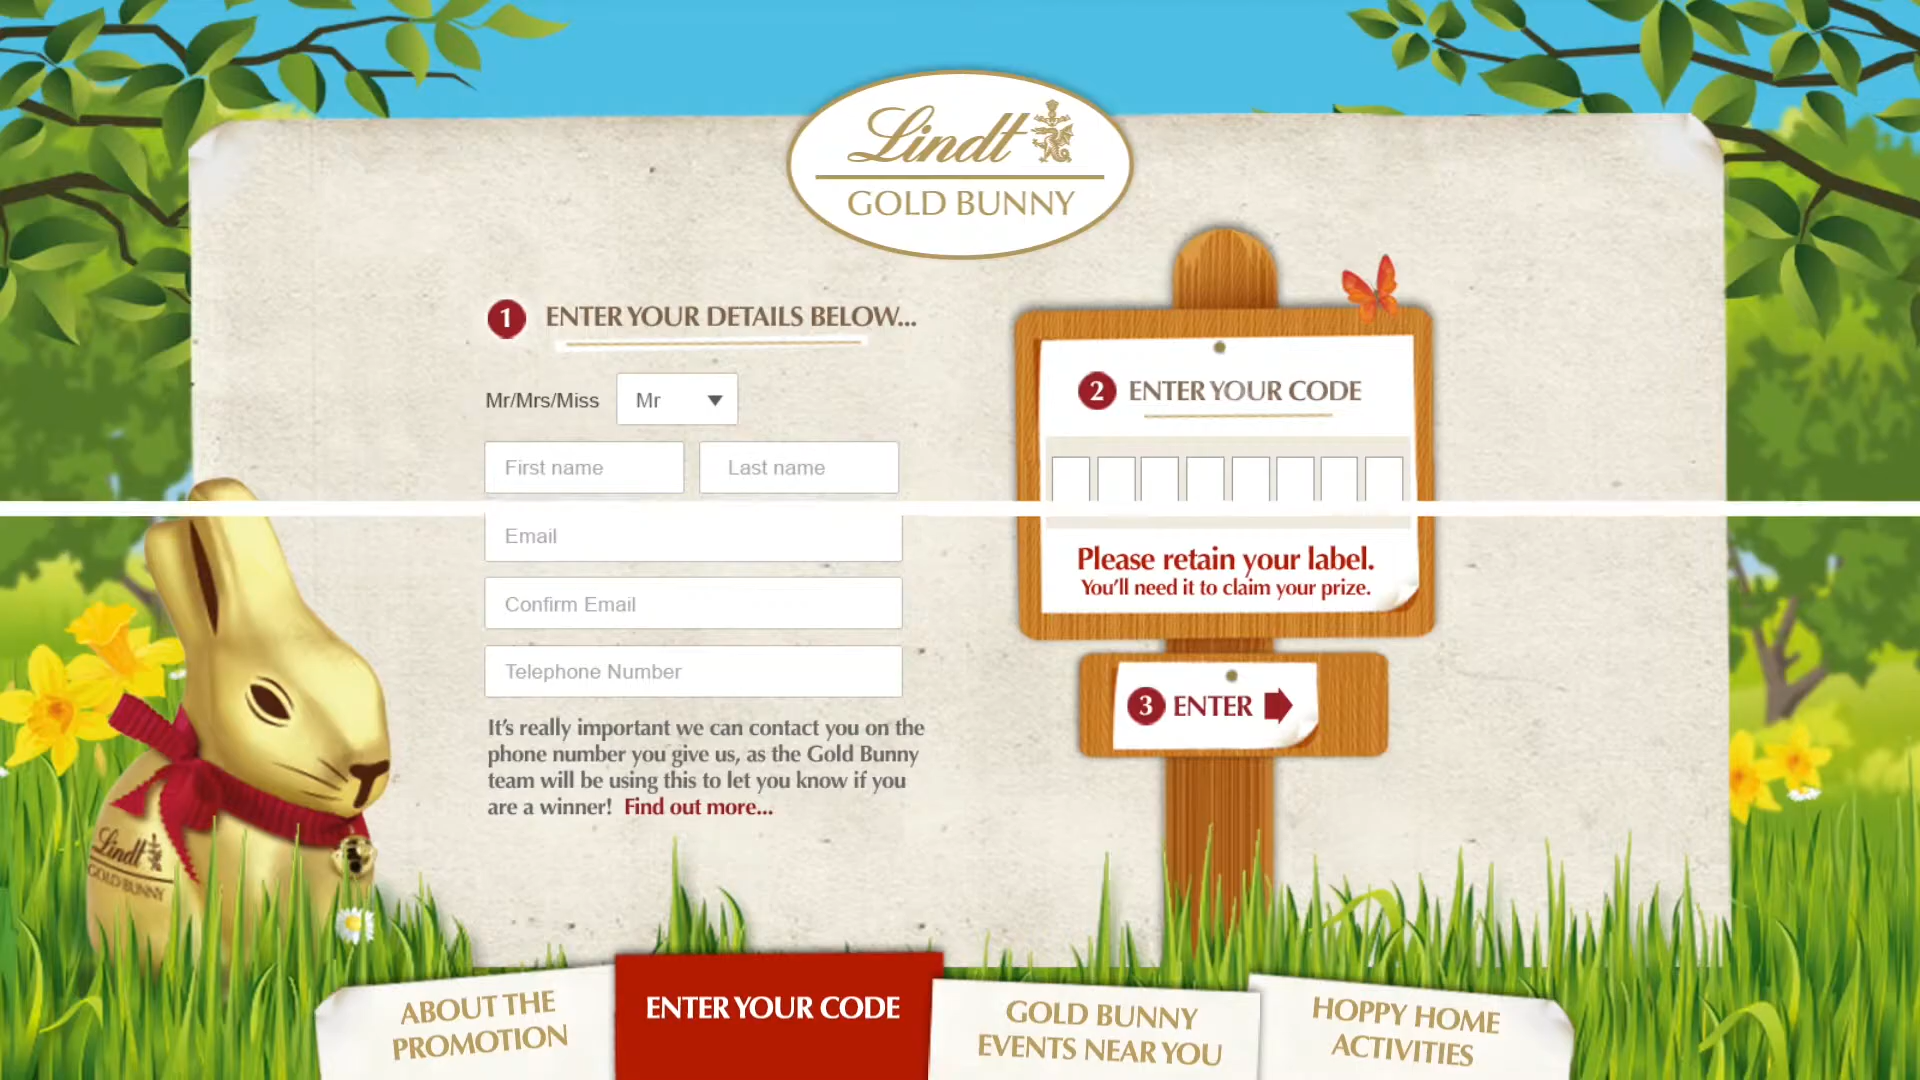 Lindt
GOLD BUNNY
1 ENTER YOUR DETAILS BELOW...
Mr/Mrs/Miss Mr
First name Last name
Email
Confirm Email
Telephone Number
It's really important we can contact you on the
phone number you give us, as the Gold Bunny
team will be using this to let you know if you
are a winner! Find out more...
2 ENTER YOUR CODE
Please retain your label.
You'll need it to claim your prize.
3 ENTER
Lindt
GOLD BUNNY
ABOUT THE
PROMOTION
ENTER YOUR CODE
GOLD BUNNY
EVENTS NEAR YOU
HOPPY HOME
ACTIVITIES